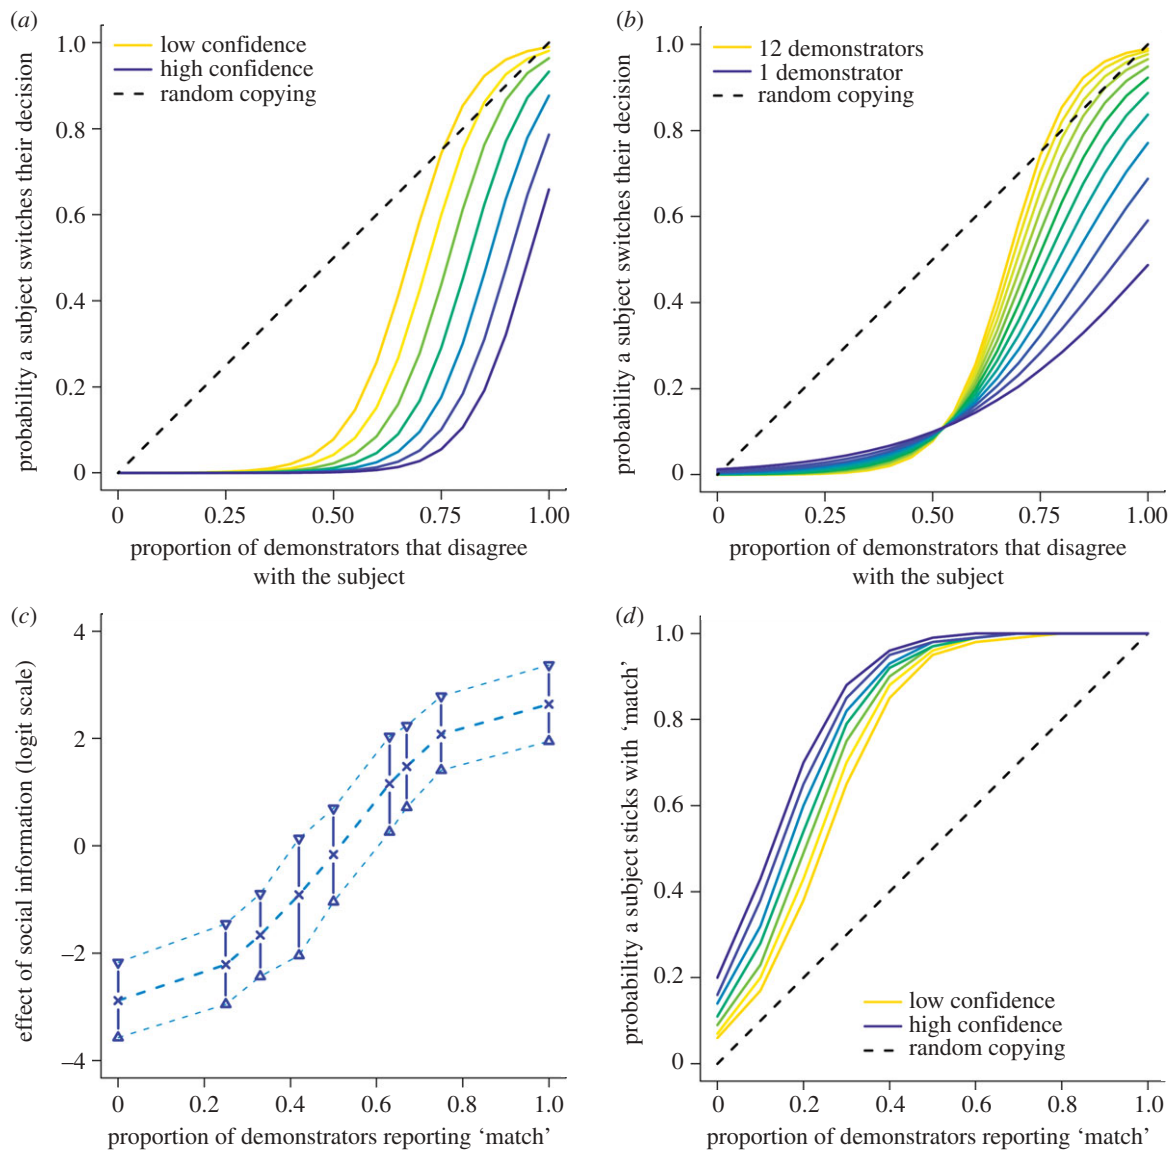 (a)
1.0
0.8
0.6
0.4
0.2
0
probability a subject switches their decision
low confidence
high confidence
random copying
0 0.25 0.50 0.75 1.00
proportion of demonstrators that disagree
with the subject
(b)
1.0
0.8
0.6
0.4
0.2
0
probability a subject switches their decision
12 demonstrators
1 demonstrator
random copying
0 0.25 0.50 0.75 1.00
proportion of demonstrators that disagree
with the subject
(c)
4
2
0
–2
–4
effect of social information (logit scale)
0 0.2 0.4 0.6 0.8 1.0
proportion of demonstrators reporting ‘match’
(d)
1.0
0.8
0.6
0.4
0.2
0
probability a subject sticks with ‘match’
low confidence
high confidence
random copying
0 0.2 0.4 0.6 0.8 1.0
proportion of demonstrators reporting ‘match’